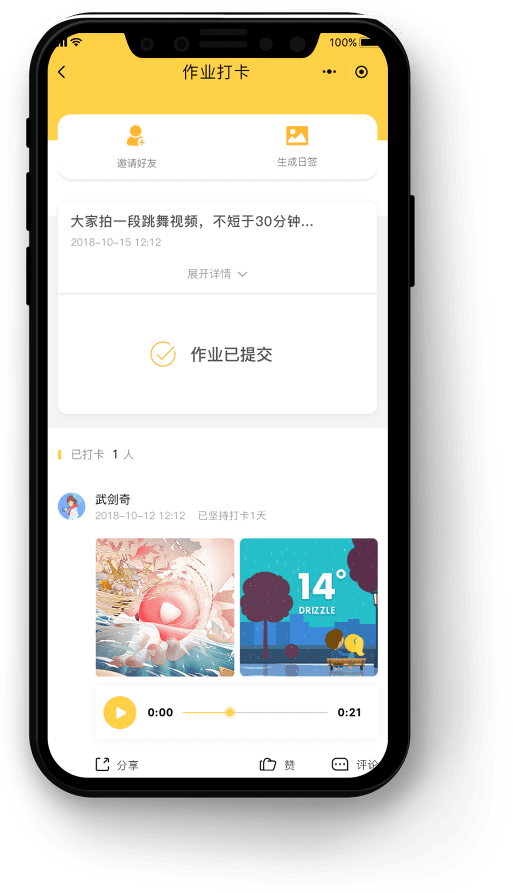 100%
作业打卡
邀请好友
生成日签
大家拍一段跳舞视频，不短于30分钟...
2018-10-15 12:12
展开详情
作业已提交
已打卡 1 人
武剑奇
2018-10-12 12:12 已坚持打卡1天
14°
DRIZZLE
0:00
0:21
分享
赞
评论